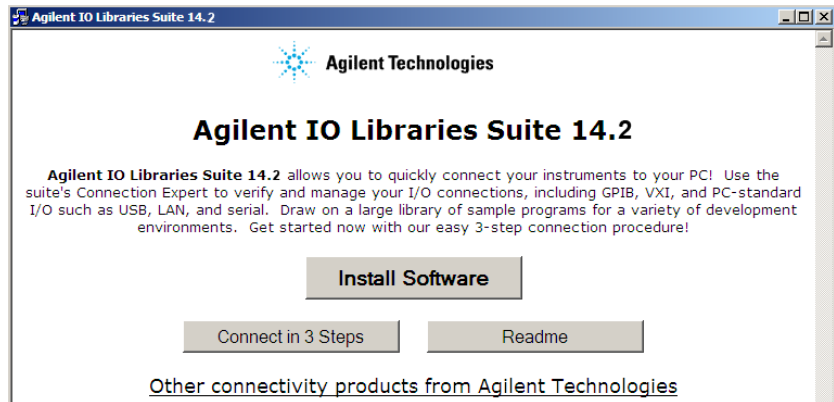 Agilent IO Libraries Suite 14.2
Agilent Technologies
Agilent IO Libraries Suite 14.2
Agilent IO Libraries Suite 14.2 allows you to quickly connect your instruments to your PC! Use the
suite's Connection Expert to verify and manage your I/O connections, including GPIB, VXI, and PC-standard
I/O such as USB, LAN, and serial. Draw on a large library of sample programs for a variety of development
environments. Get started now with our easy 3-step connection procedure!
Install Software
Connect in 3 Steps Readme
Other connectivity products from Agilent Technologies